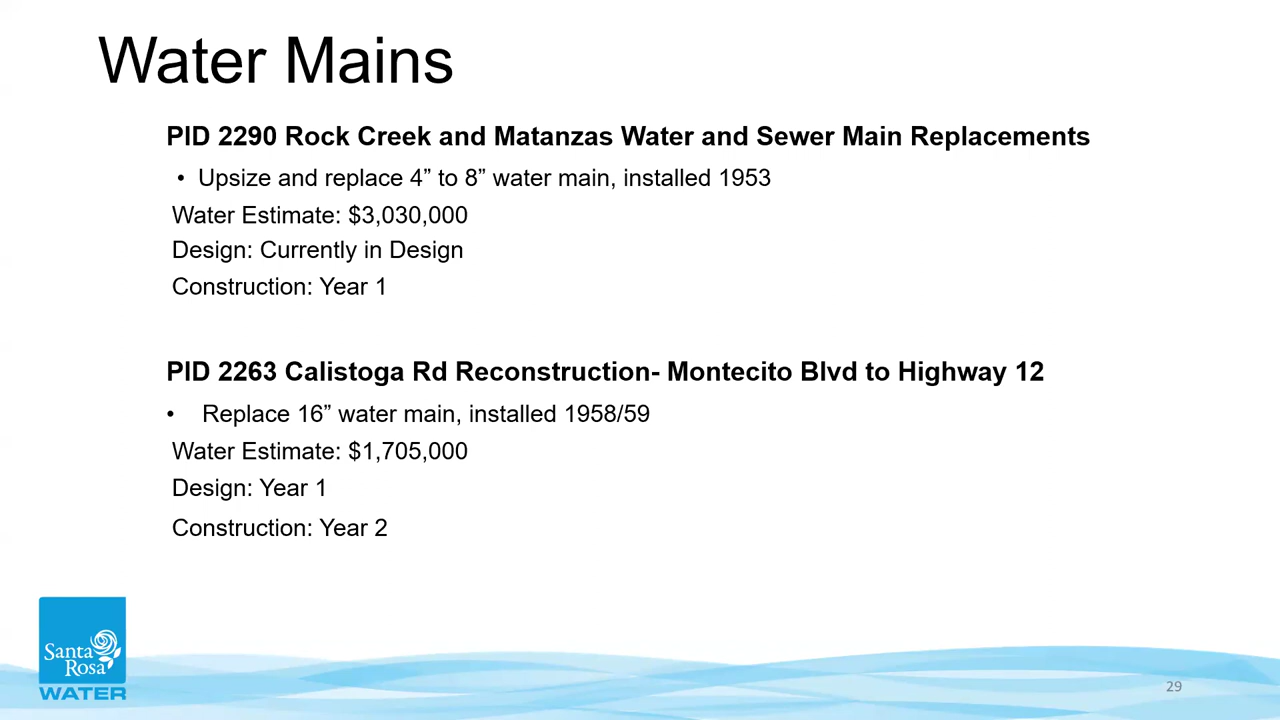 Water Mains
PID 2290 Rock Creek and Matanzas Water and Sewer Main Replacements
• Upsize and replace 4” to 8” water main, installed 1953
Water Estimate: $3,030,000
Design: Currently in Design
Construction: Year 1
PID 2263 Calistoga Rd Reconstruction- Montecito Blvd to Highway 12
• Replace 16” water main, installed 1958/59
Water Estimate: $1,705,000
Design: Year 1
Construction: Year 2
Santa
Rosa
WATER
29